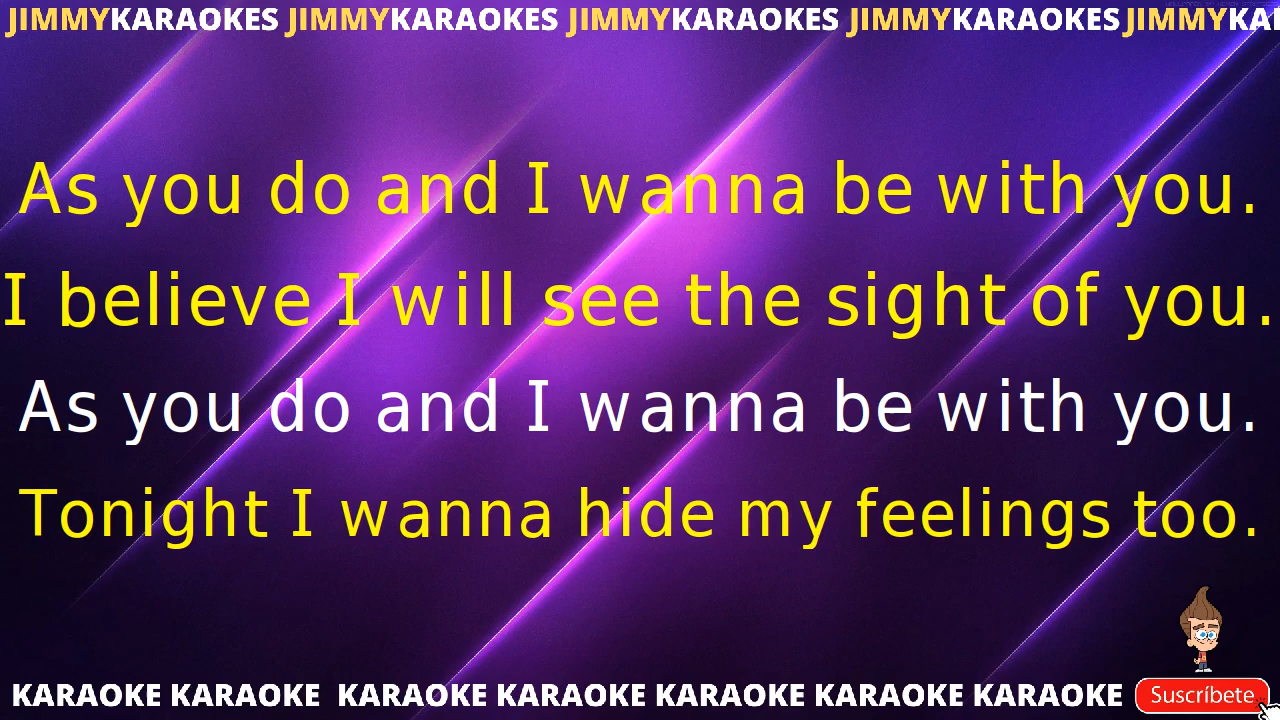 JIMMYKARAOKES JIMMYKARAOKES JIMMYKARAOKES JIMMYKARAOKES JIMMYKA
As you do and I wanna be with you.
I believe I will see the sight of you.
As you do and I wanna be with you.
Tonight I wanna hide my feelings too.
KARAOKE KARAOKE KARAOKE KARAOKE KARAOKE KARAOKE KARAOKE Suscríbete